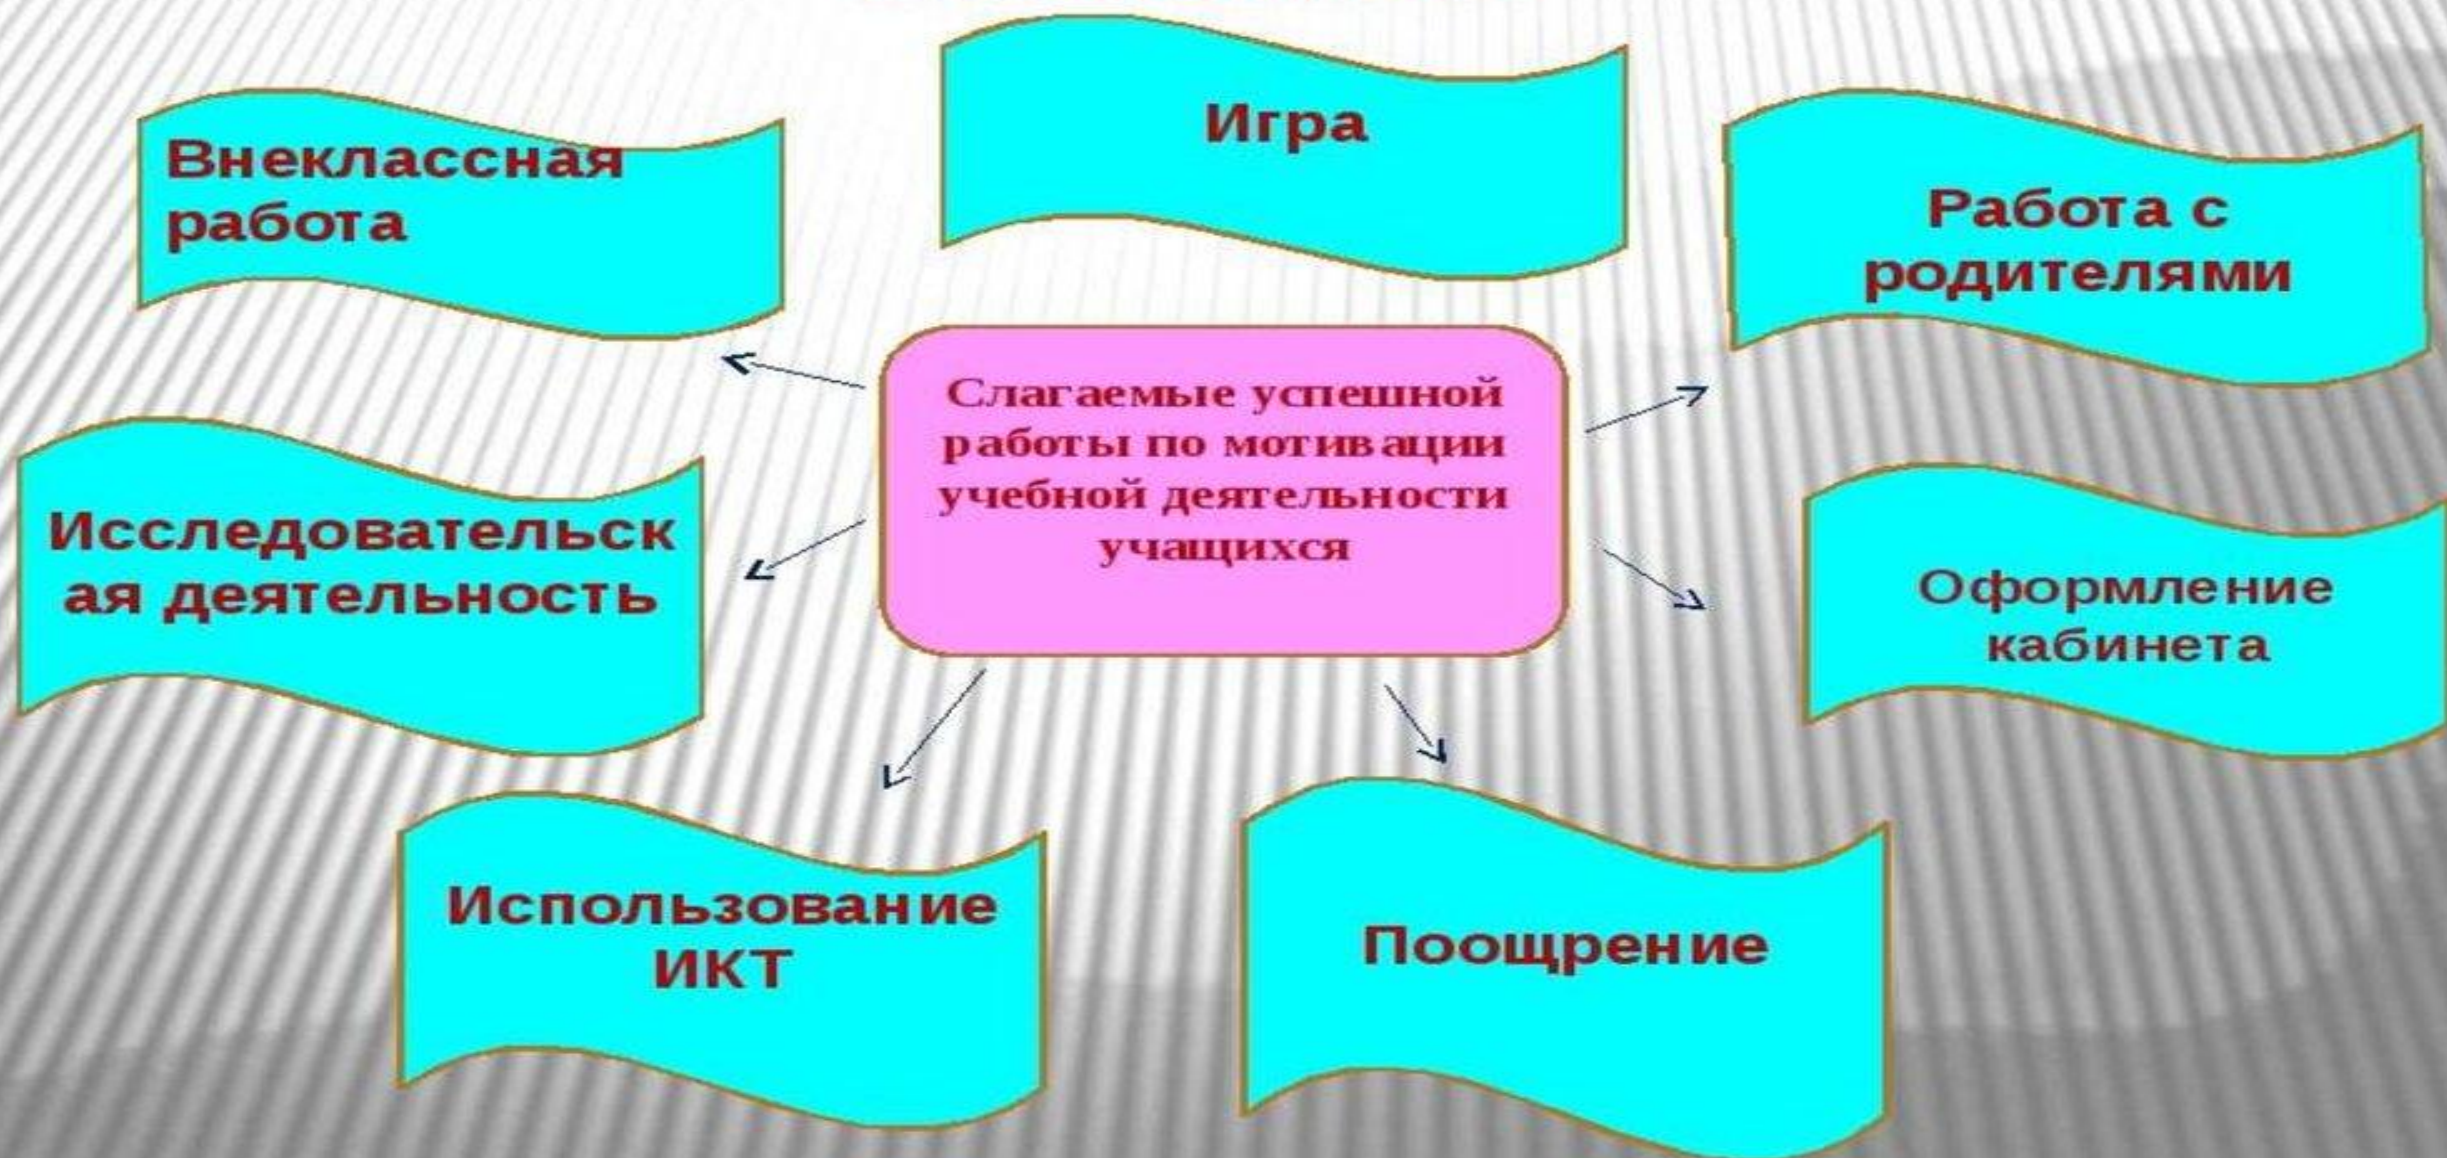 Игра
Внеклассная
работа
Работа с
родителями
Слагаемые успешной
работы по мотивации
учебной деятельности
учащихся
Исследовательск
ая деятельность
Оформление
кабинета
Использование
ИКТ
Поощрение